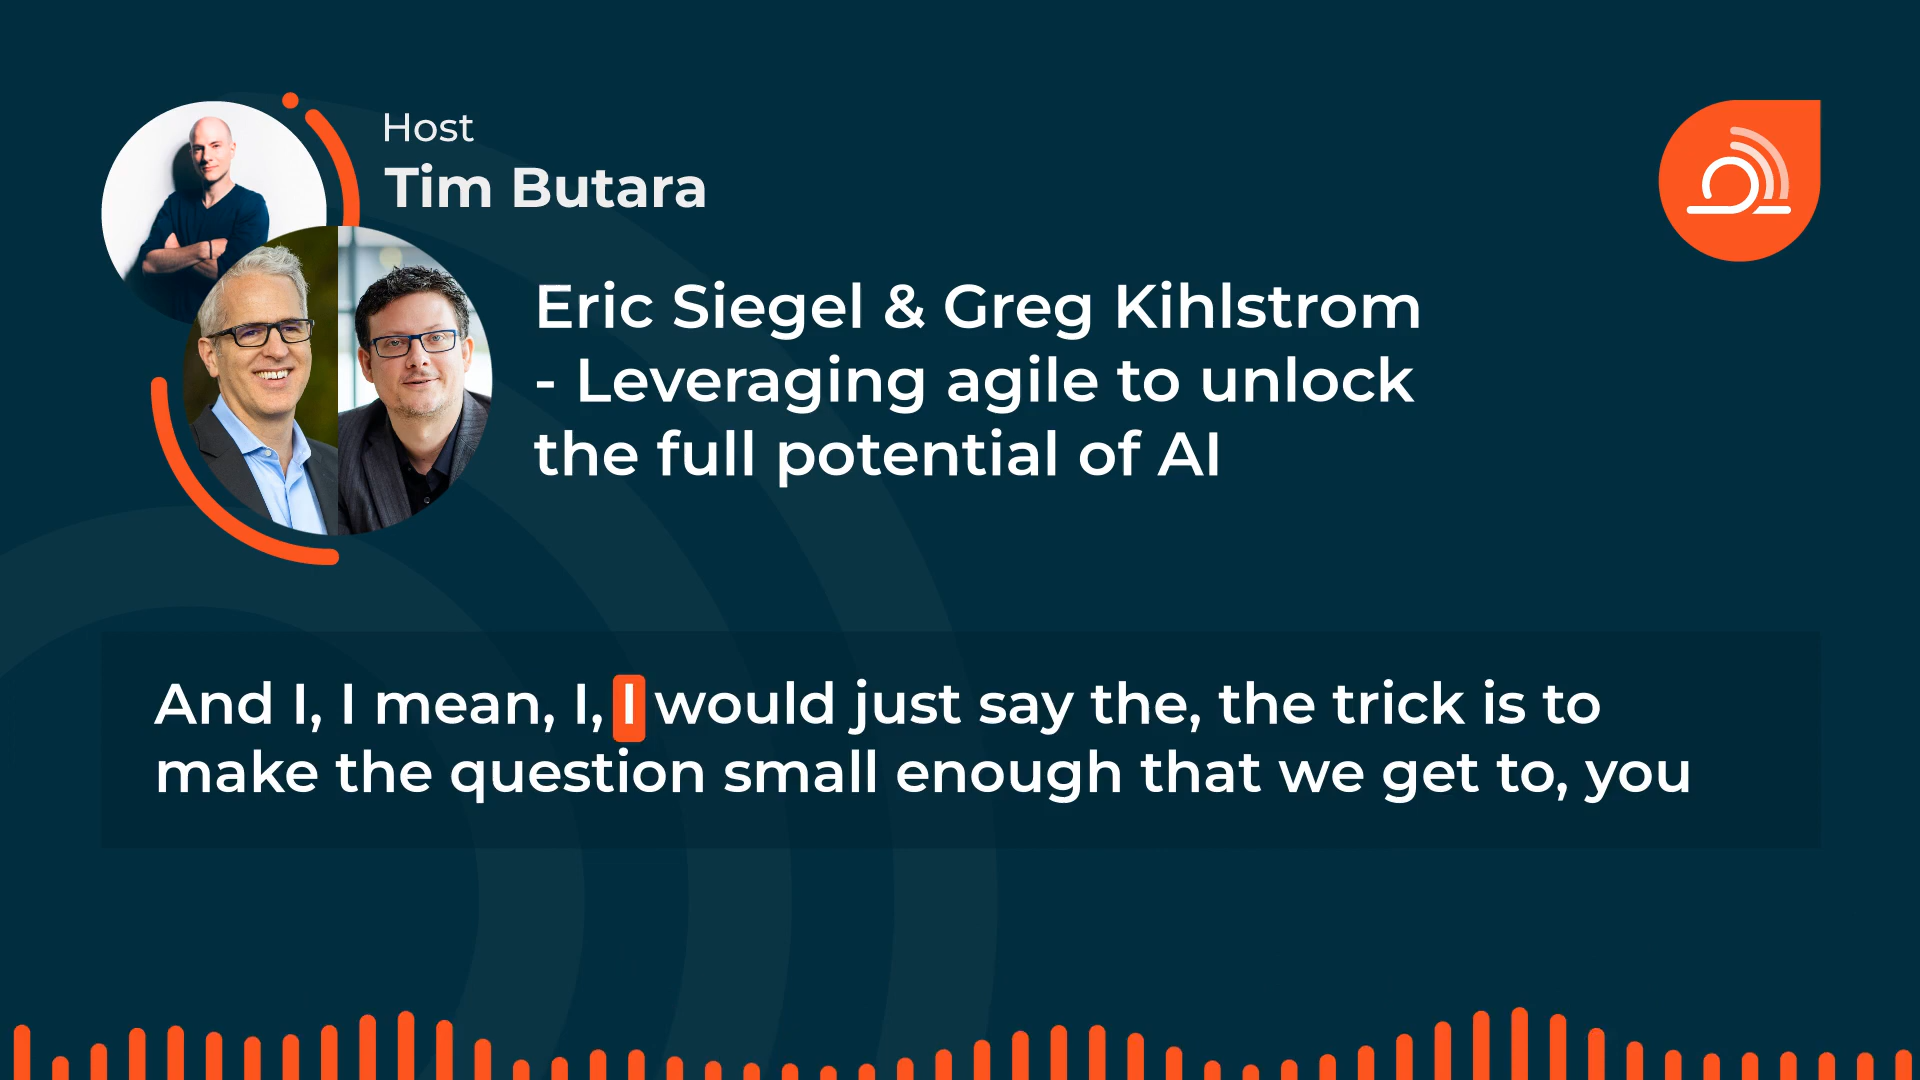 Host
Tim Butara
Eric Siegel & Greg Kihlstrom
- Leveraging agile to unlock
the full potential of AI
And I, I mean, I, I would just say the, the trick is to
make the question small enough that we get to, you